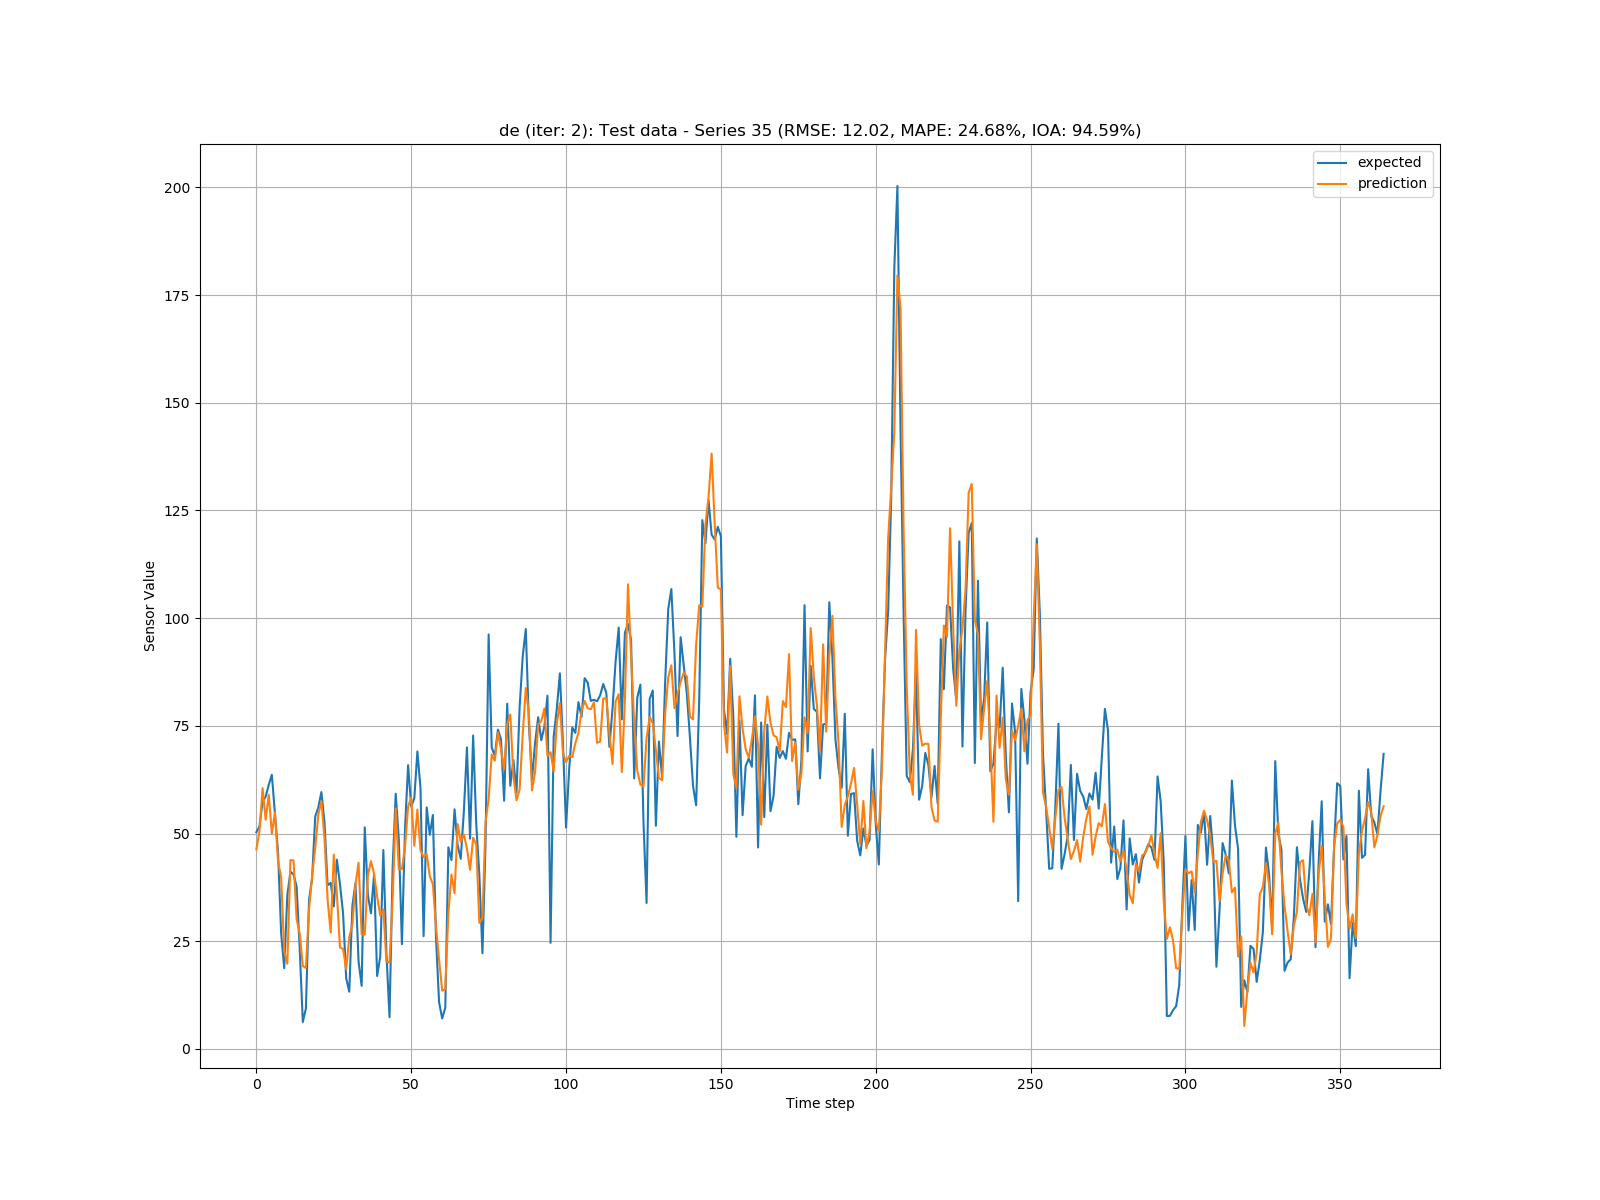 de (iter: 2): Test data - Series 35 (RMSE: 12.02, MAPE: 24.68%, IOA: 94.59%)
expected
prediction
200
175
150
125
100
75
50
25
0
Sensor Value
0 50 100 150 200 250 300 350
Time step